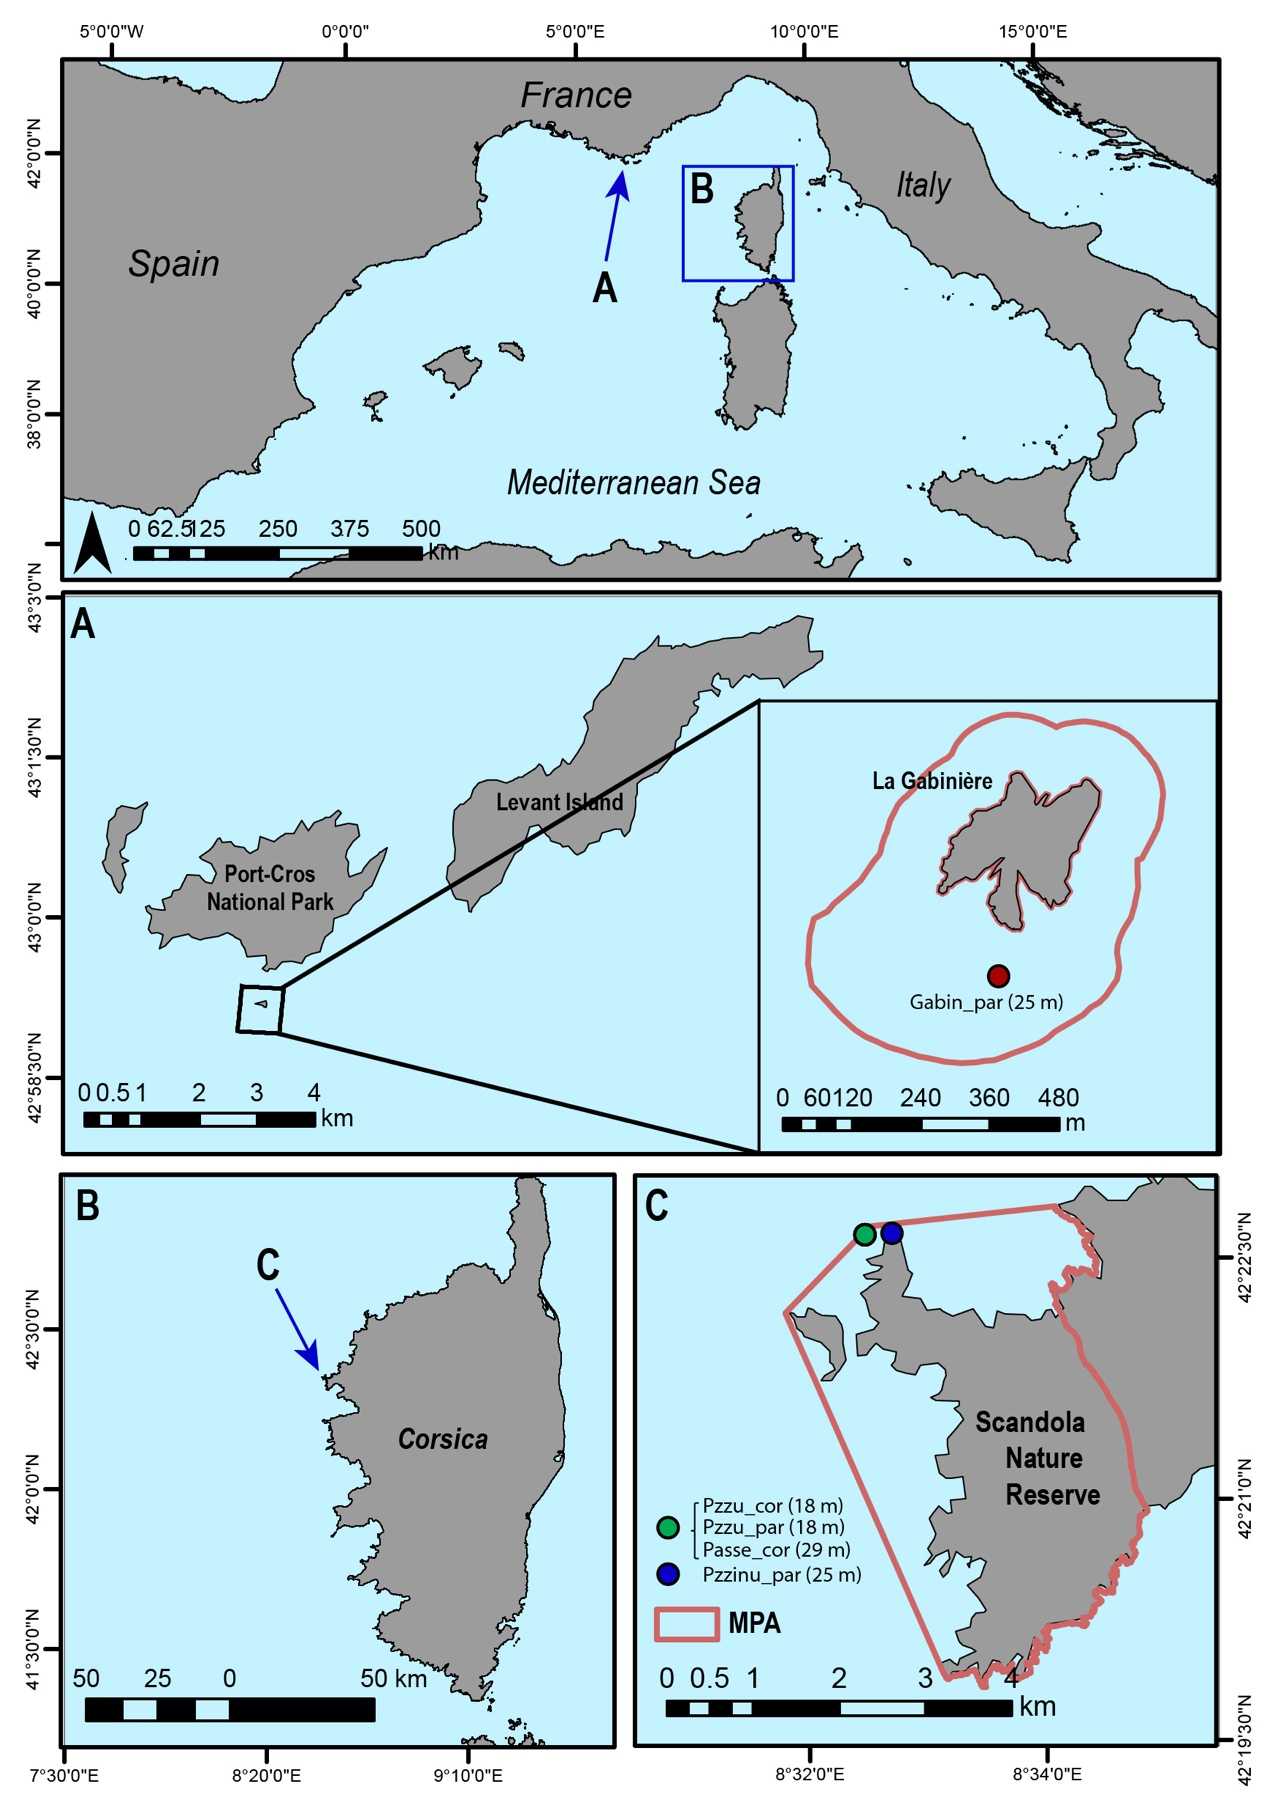 5°0'0"W 0°0'0" 5°0'0"E 10°0'0"E 15°0'0"E
France
42°0'0"N
B
Italy
Spain
A
40°0'0"N
38°0'0"N
Mediterranean Sea
0 62.5 125 250 375 500
km
43°3'0"N
A
43°1'30"N
La Gabinière
Levant Island
Port-Cros
National Park
43°0'0"N
Gabin_par (25 m)
42°58'30"N
0 0.5 1 2 3 4
km
0 60 120 240 360 480
m
B
C
Corsica
42°30'0"N
42°0'0"N
41°30'0"N
50 25 0 50 km
7°30'0"E 8°20'0"E 9°10'0"E
C
42°22'30"N
Scandola
Nature
Reserve
42°21'0"N
Pzzu_cor (18 m)
Pzzu_par (18 m)
Passe_cor (29 m)
Pzzinu_par (25 m)
MPA
0 0.5 1 2 3 4
km
42°19'30"N
8°32'0"E 8°34'0"E